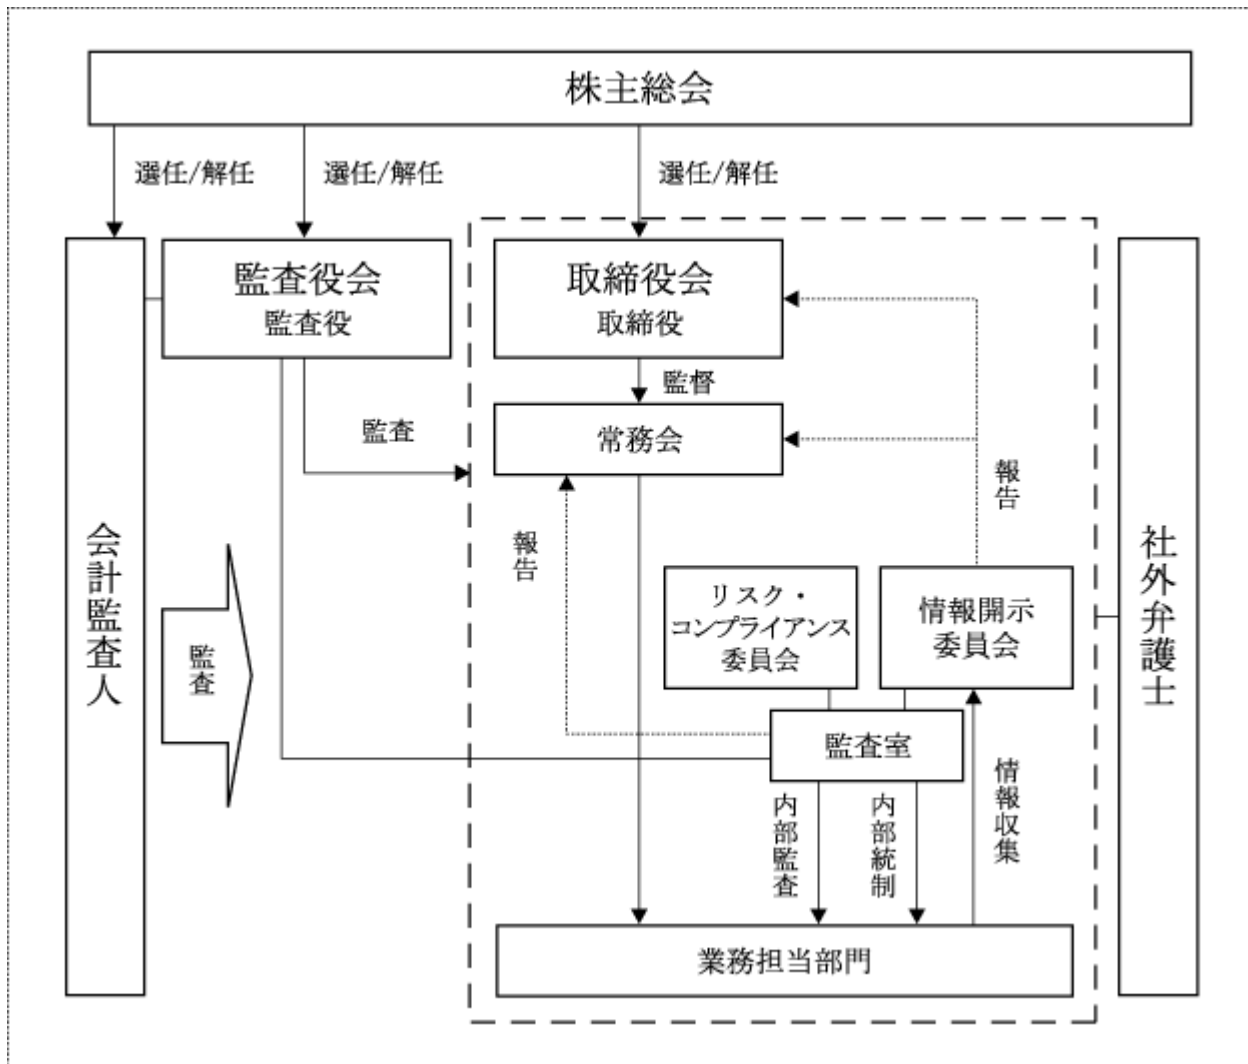 株主総会
選任/解任
選任/解任
選任/解任
監査役会
監査役
取締役会
取締役
監督
常務会
監査
報告
報告
会計監査人
監査
リスク・
コンプライアンス
委員会
情報開示
委員会
社外弁護士
監査室
内部監査
内部統制
情報収集
業務担当部門